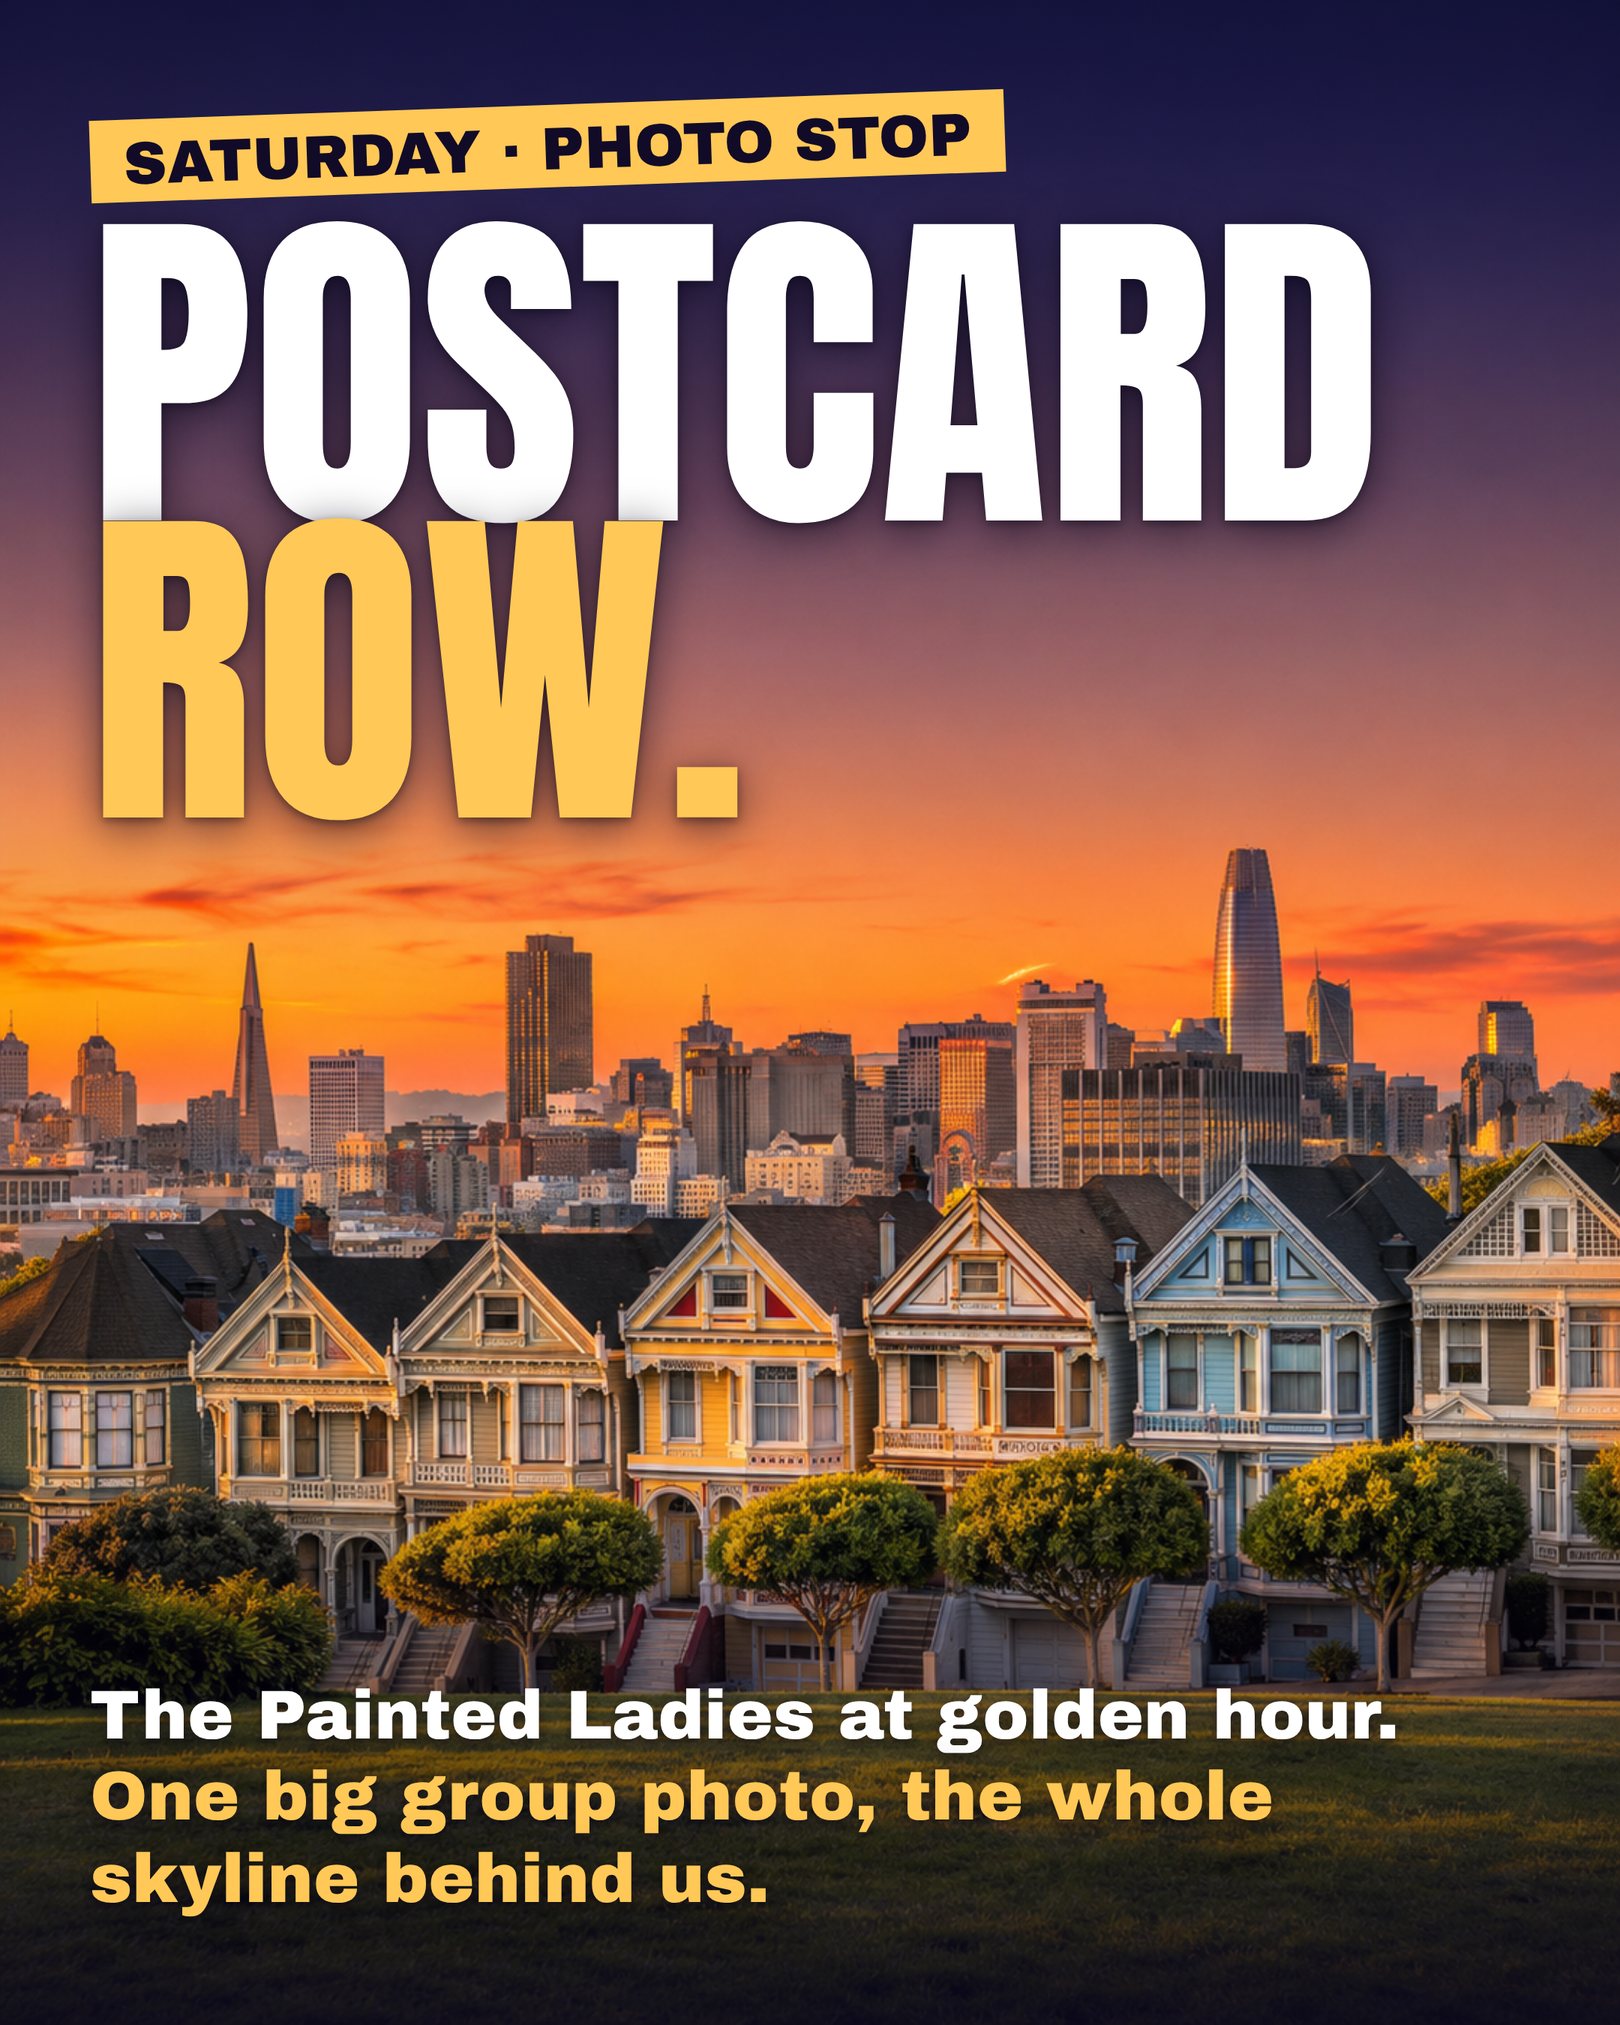 SATURDAY · PHOTO STOP
POSTCARD
ROW.
The Painted Ladies at golden hour.
One big group photo, the whole
skyline behind us.